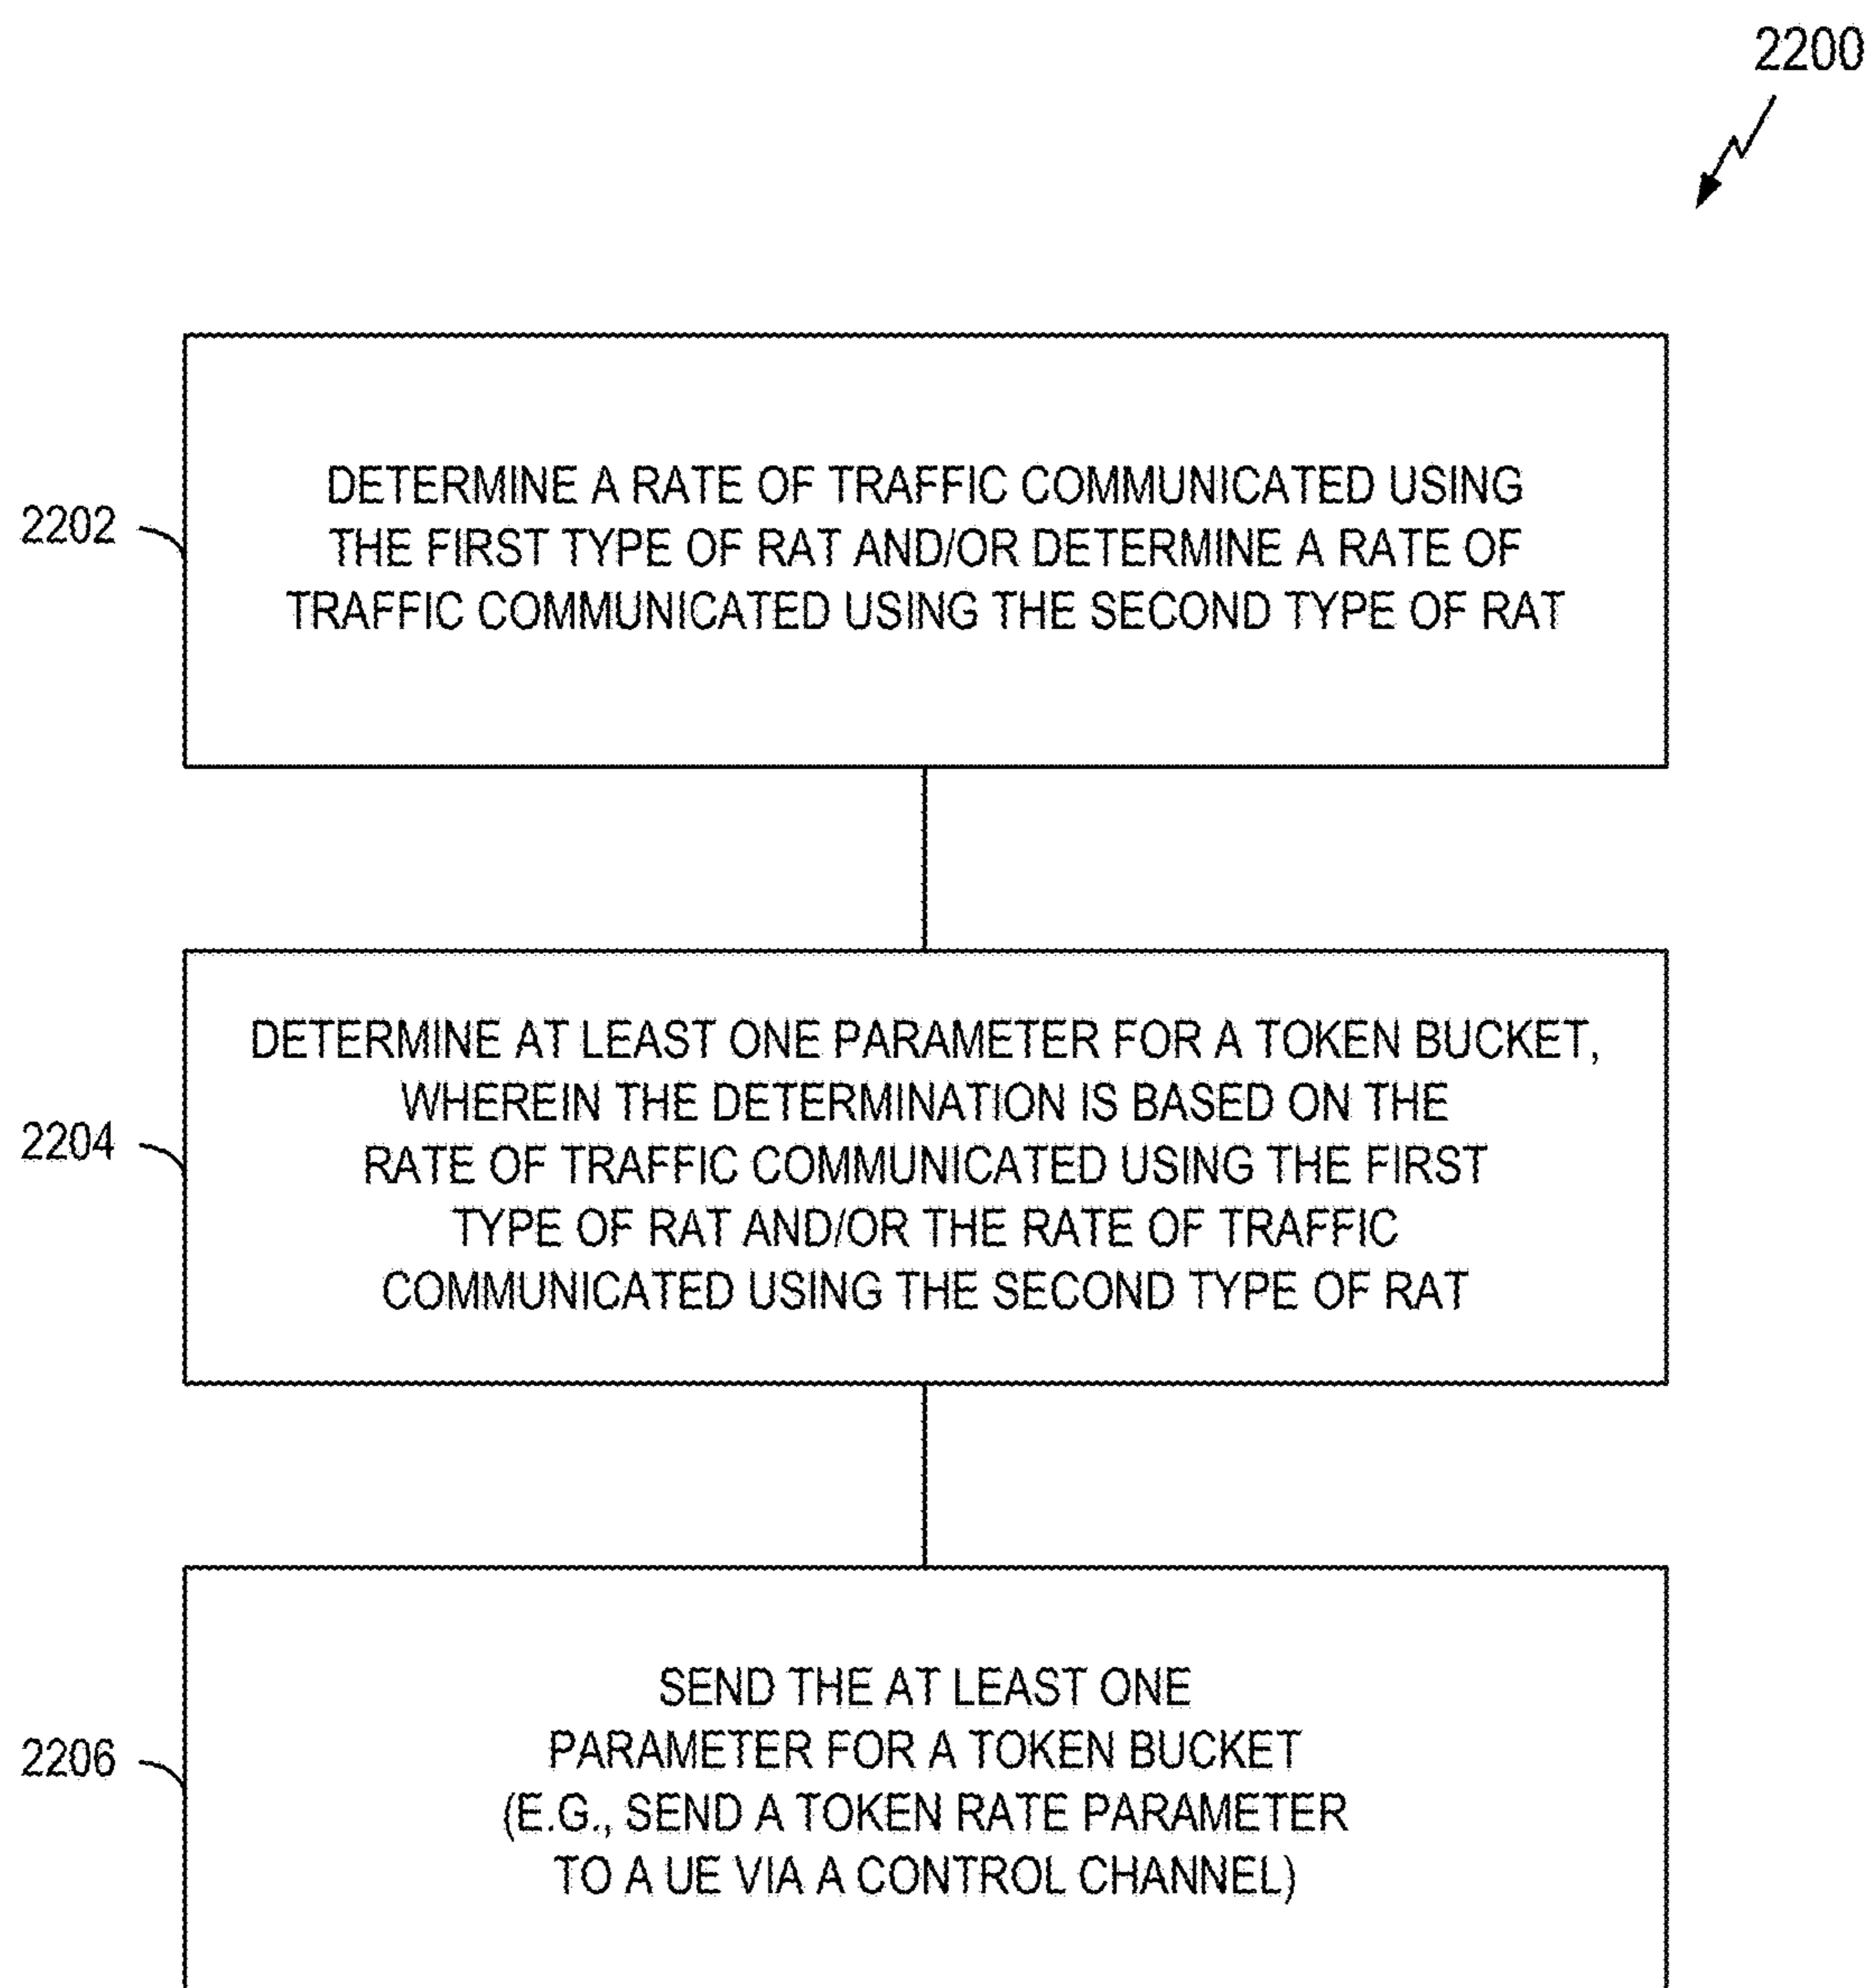 2200
2202
DETERMINE A RATE OF TRAFFIC COMMUNICATED USING
THE FIRST TYPE OF RAT AND/OR DETERMINE A RATE OF
TRAFFIC COMMUNICATED USING THE SECOND TYPE OF RAT
2204
DETERMINE AT LEAST ONE PARAMETER FOR A TOKEN BUCKET,
WHEREIN THE DETERMINATION IS BASED ON THE
RATE OF TRAFFIC COMMUNICATED USING THE FIRST
TYPE OF RAT AND/OR THE RATE OF TRAFFIC
COMMUNICATED USING THE SECOND TYPE OF RAT
2206
SEND THE AT LEAST ONE
PARAMETER FOR A TOKEN BUCKET
(E.G., SEND A TOKEN RATE PARAMETER
TO A UE VIA A CONTROL CHANNEL)